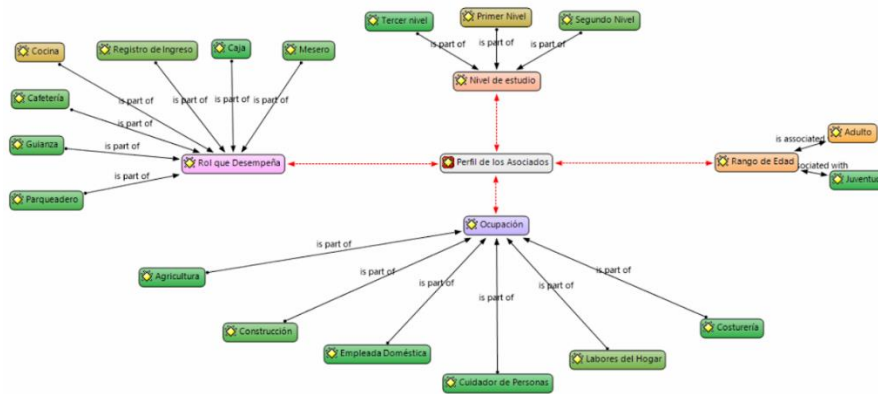 Tercer nivel
Primer Nivel
Segundo Nivel
is part of
is part of
is part of
Nivel de estudio
Cocina
Registro de Ingreso
Caja
Mesero
is part of
is part of
is part of
is part of
Cafetería
is part of
Guianza
is part of
Parqueadero
is part of
Rol que Desempeña
Perfil de los Asociados
Rango de Edad
is associated
Adulto
sociated with
Juventu
Ocupación
is part of
Agricultura
is part of
Construcción
is part of
Empleada Doméstica
is part of
Cuidador de Personas
is part of
Labores del Hogar
is part of
Costurería